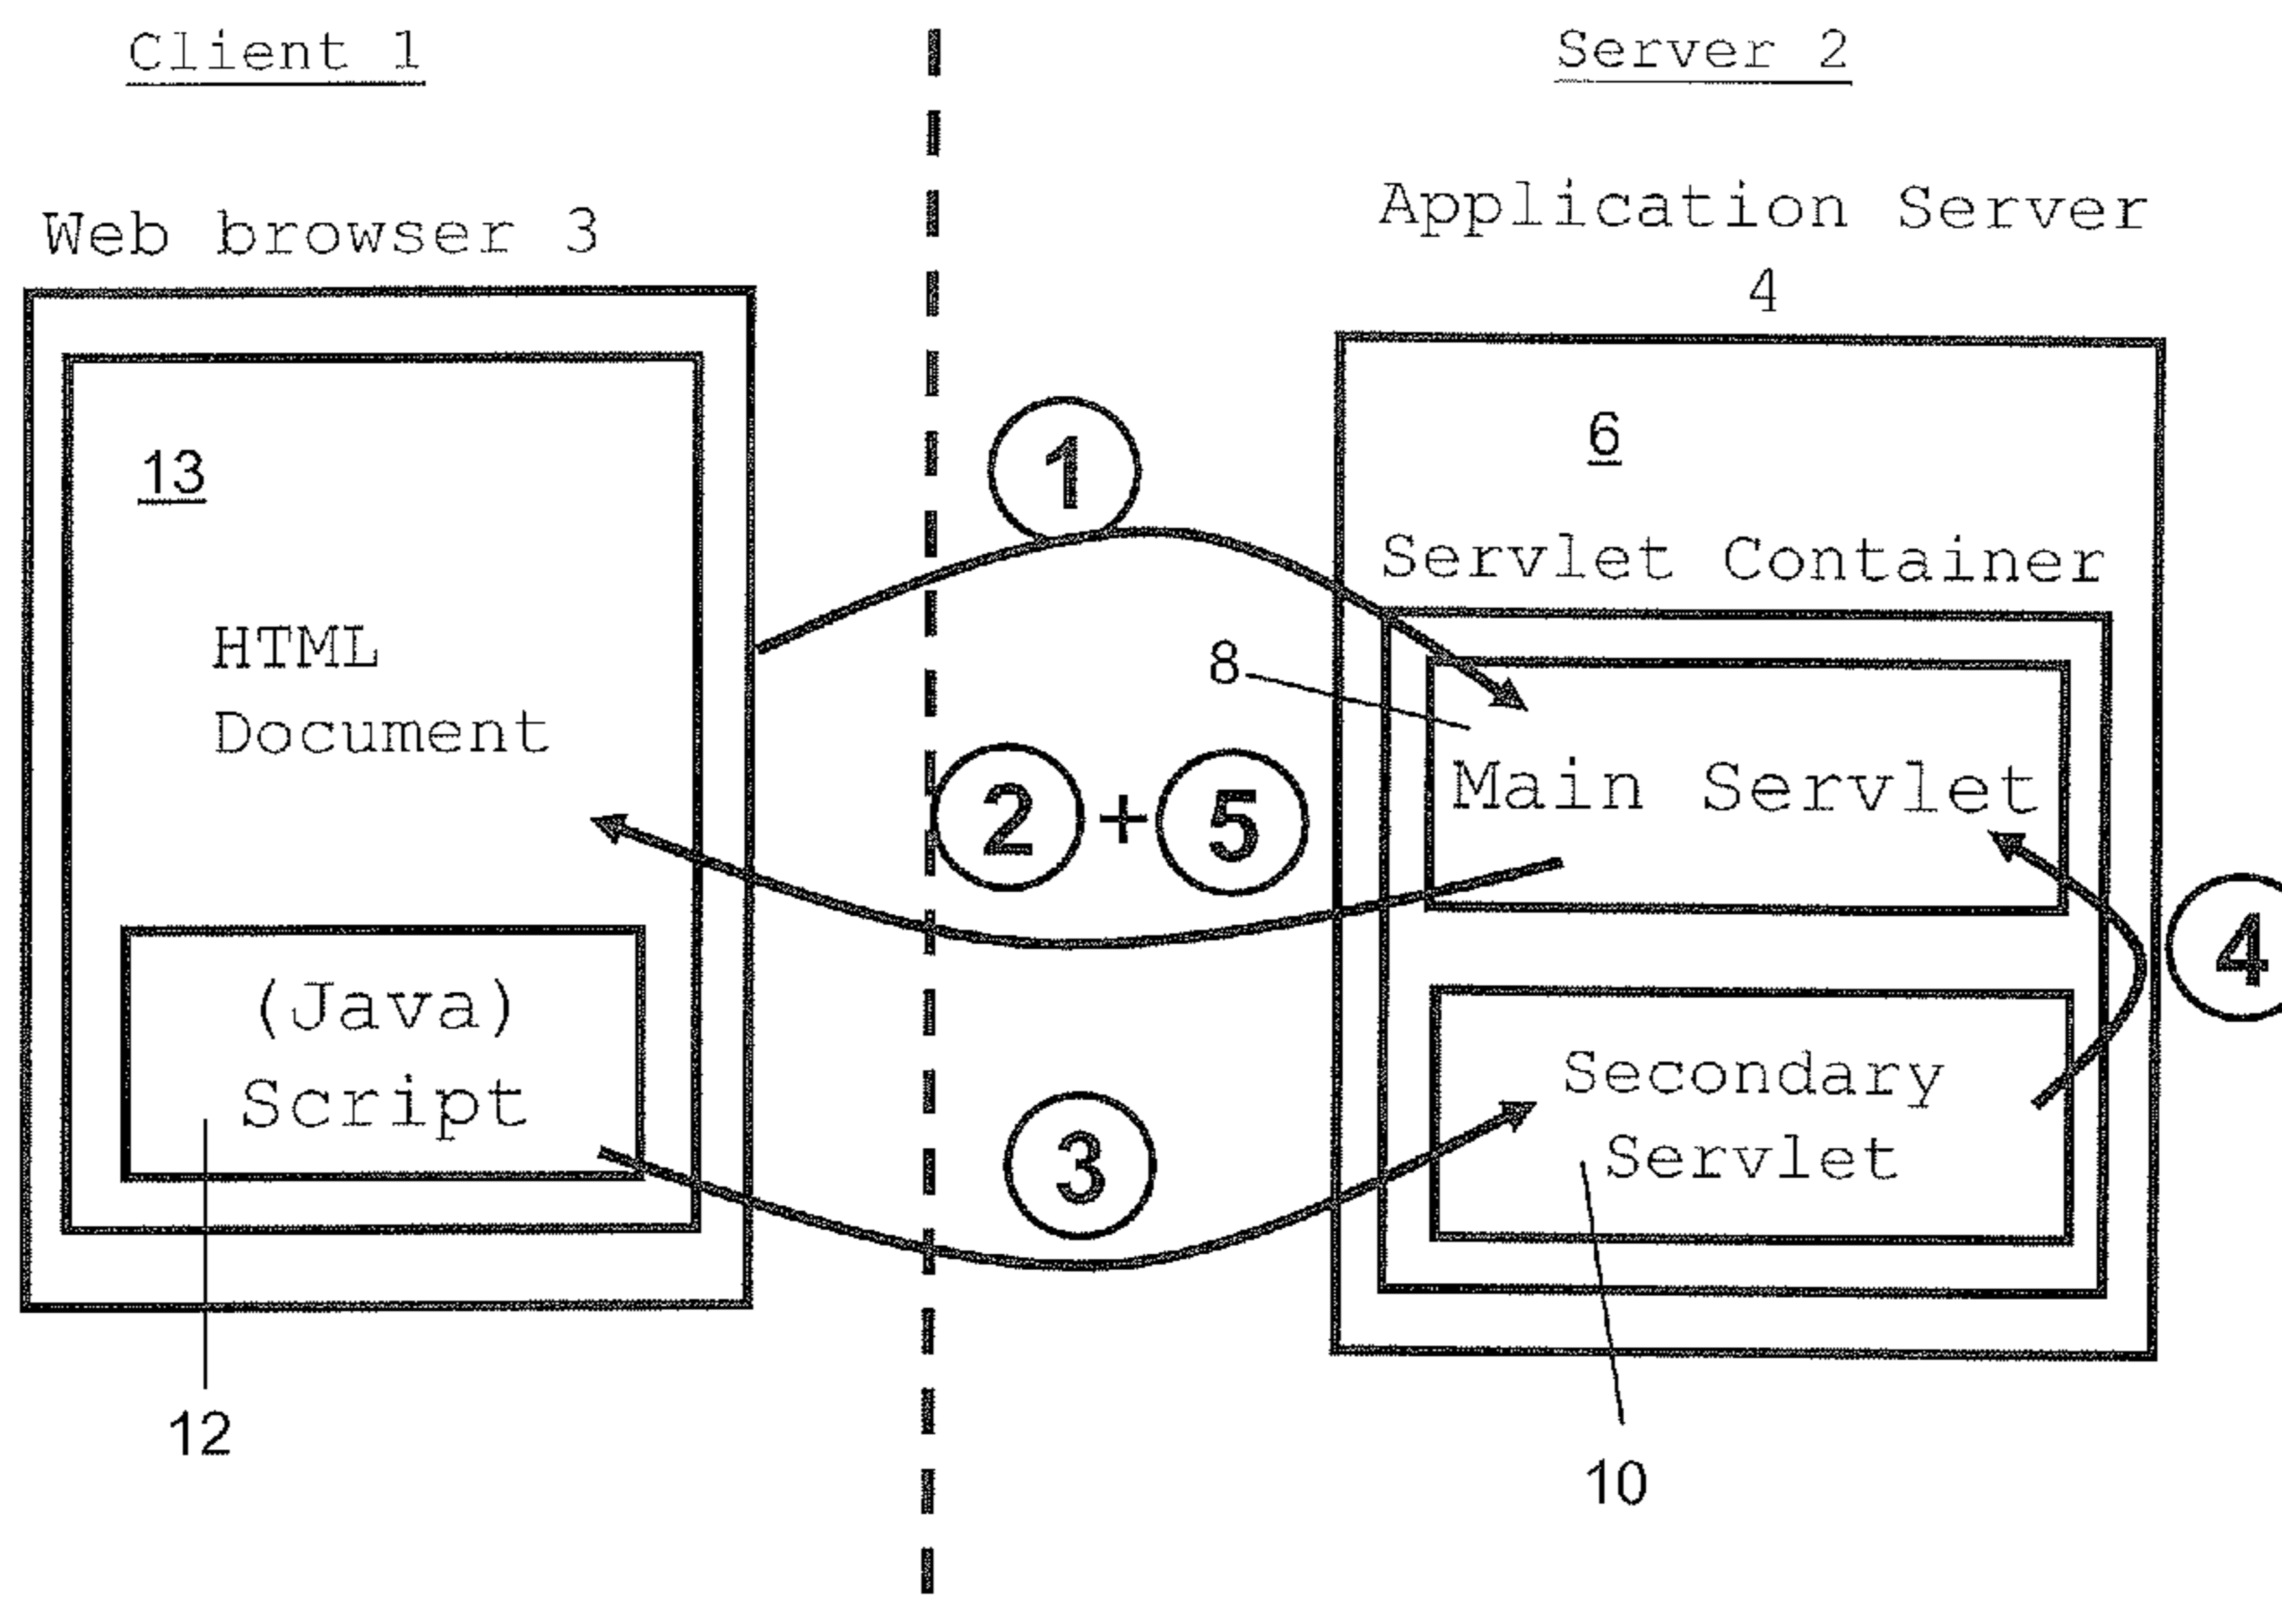 Client 1
Server 2
Web browser 3
Application Server
4
13
HTML
Document
(Java)
Script
12
1
2 + 5
3
4
6
Servlet Container
8
Main Servlet
Secondary
Servlet
10